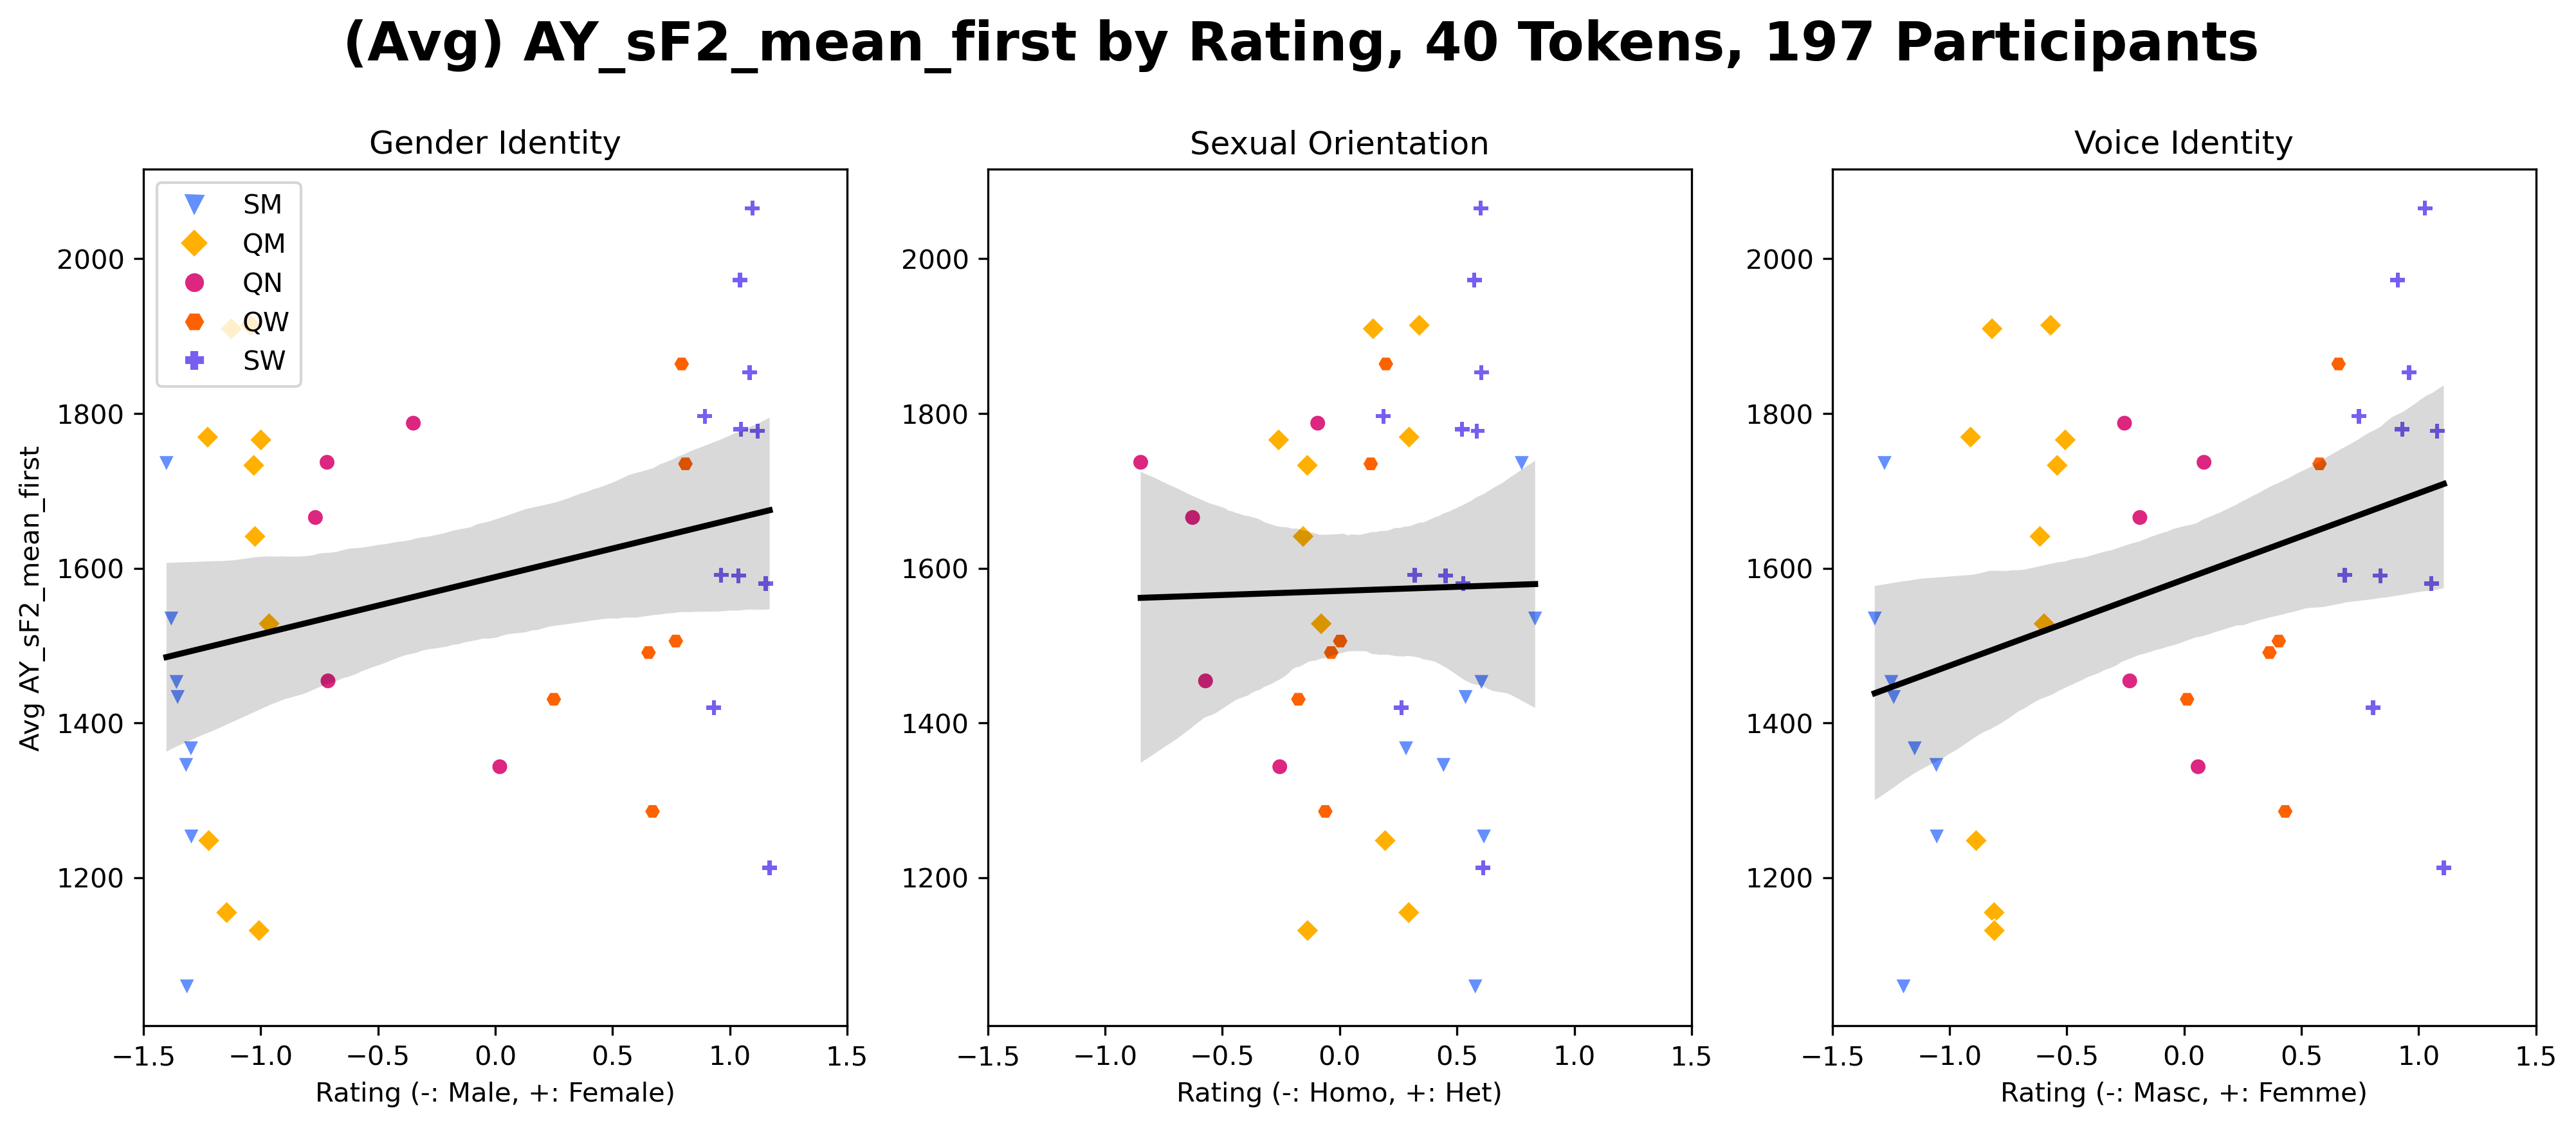 (Avg) AY_sF2_mean_first by Rating, 40 Tokens, 197 Participants
Gender Identity
Sexual Orientation
Voice Identity
SM
QM
QN
QW
SW
Avg AY_sF2_mean_first
2000
1800
1600
1400
1200
−1.5 −1.0 −0.5 0.0 0.5 1.0 1.5
Rating (-: Male, +: Female)
2000
1800
1600
1400
1200
−1.5 −1.0 −0.5 0.0 0.5 1.0 1.5
Rating (-: Homo, +: Het)
2000
1800
1600
1400
1200
−1.5 −1.0 −0.5 0.0 0.5 1.0 1.5
Rating (-: Masc, +: Femme)